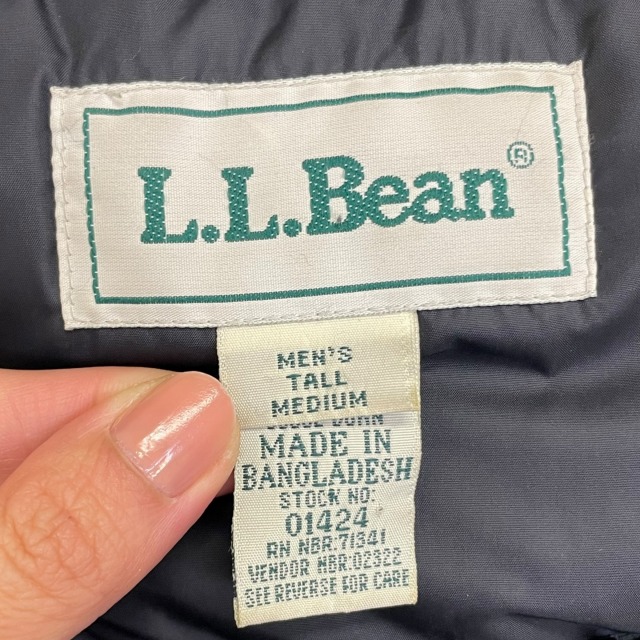 L.L.Bean®
MEN'S
TALL
MEDIUM
MADE IN
BANGLADESH
STOCK NO:
01424
RN NBR:71341
VENDOR NBR:02322
SEE REVERSE FOR CARE